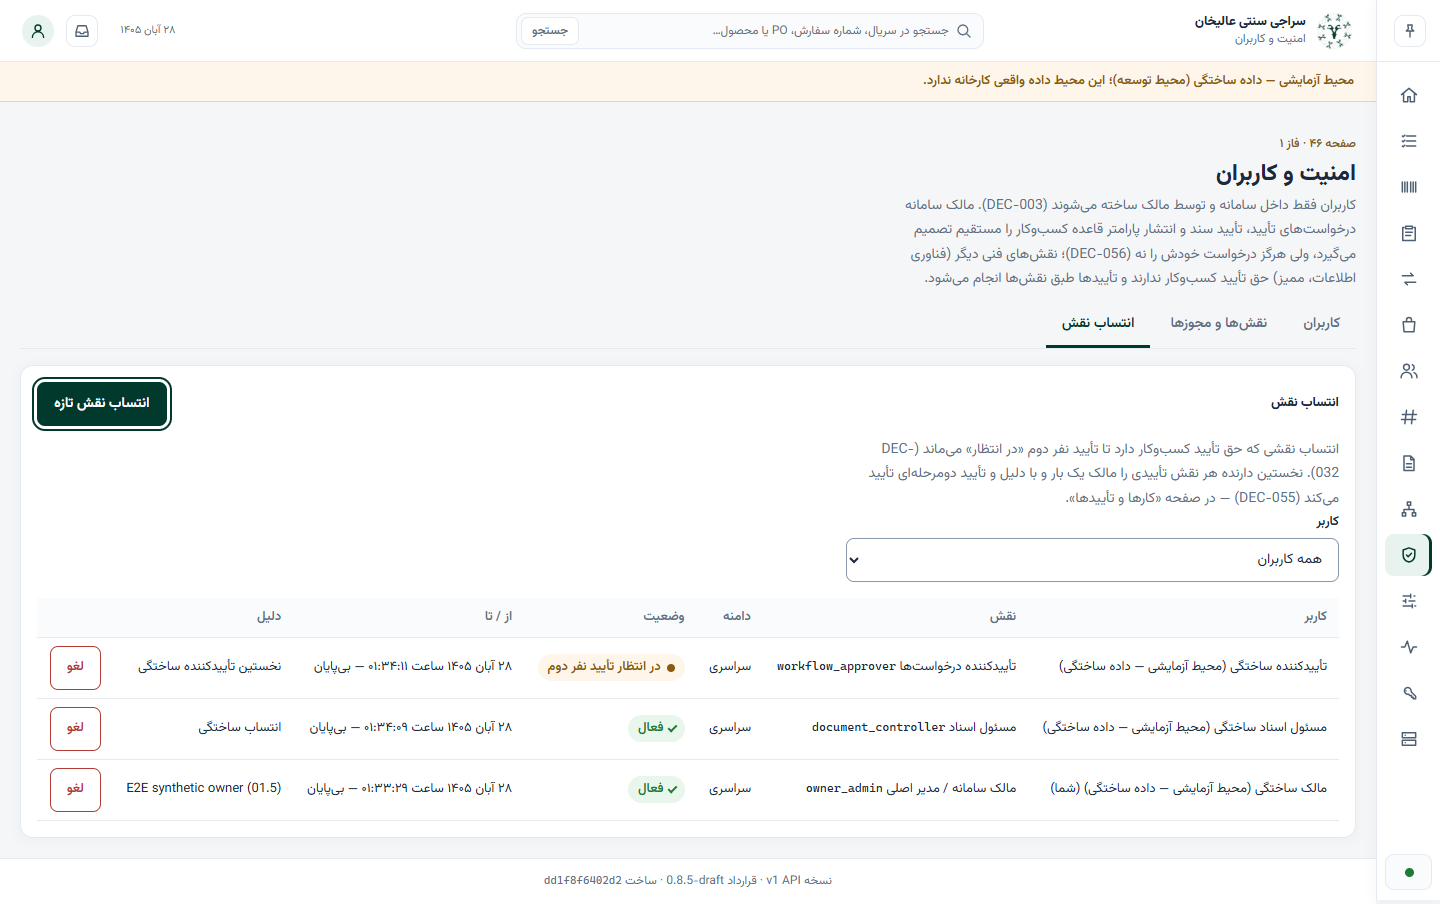 سراجی سنتی عالیخان
امنیت و کاربران
جستجو در سریال، شماره سفارش، PO یا محصول...
جستجو
۲۸ آبان ۱۴۰۵
محیط آزمایشی — داده ساختگی (محیط توسعه)؛ این محیط داده واقعی کارخانه ندارد.
صفحه ۴۶ · فاز ۱
امنیت و کاربران
کاربران فقط داخل سامانه و توسط مالک ساخته می‌شوند (DEC-003). مالک سامانه
درخواست‌های تأیید، تأیید سند و انتشار پارامتر قاعده کسب‌وکار را مستقیم تصمیم
می‌گیرد، ولی هرگز درخواست خودش را نه (DEC-056)؛ نقش‌های فنی دیگر (فناوری
اطلاعات، ممیز) حق تأیید کسب‌وکار ندارند و تأییدها طبق نقش‌ها انجام می‌شود.
کاربران
نقش‌ها و مجوزها
انتساب نقش
انتساب نقش
انتساب نقش تازه
انتساب نقشی که حق تأیید کسب‌وکار دارد تا تأیید نفر دوم «در انتظار» می‌ماند (DEC-
032). نخستین دارنده هر نقش تأییدی را مالک یک بار و با دلیل و تأیید دومرحله‌ای تأیید
می‌کند (DEC-055) — در صفحه «کارها و تأییدها».
کاربر
همه کاربران
کاربر نقش دامنه وضعیت از / تا دلیل
تأییدکننده ساختگی (محیط آزمایشی — داده ساختگی) تأییدکننده درخواست‌ها workflow_approver سراسری در انتظار تأیید نفر دوم ۲۸ آبان ۱۴۰۵ ساعت ۰۱:۳۴:۱۱ — بی‌پایان نخستین تأییدکننده ساختگی لغو
مسئول اسناد ساختگی (محیط آزمایشی — داده ساختگی) مسئول اسناد document_controller سراسری فعال ۲۸ آبان ۱۴۰۵ ساعت ۰۱:۳۴:۰۹ — بی‌پایان انتساب ساختگی لغو
مالک ساختگی (محیط آزمایشی — داده ساختگی) (شما) مالک سامانه / مدیر اصلی owner_admin سراسری فعال ۲۸ آبان ۱۴۰۵ ساعت ۰۱:۳۳:۲۹ — بی‌پایان E2E synthetic owner (01.5) لغو
نسخه v1 API · قرارداد 0.8.5-draft · ساخت dd1f8f6402d2